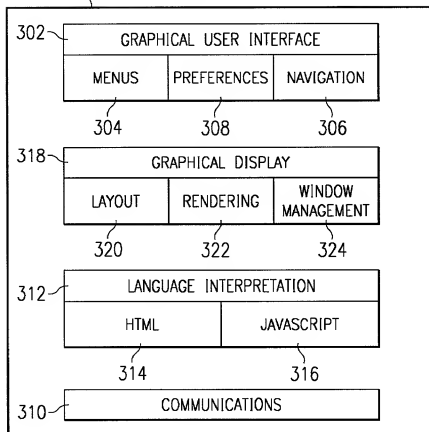 302 GRAPHICAL USER INTERFACE
MENUS PREFERENCES NAVIGATION
304 308 306
318 GRAPHICAL DISPLAY
LAYOUT RENDERING WINDOW MANAGEMENT
320 322 324
312 LANGUAGE INTERPRETATION
HTML JAVASCRIPT
314 316
310 COMMUNICATIONS